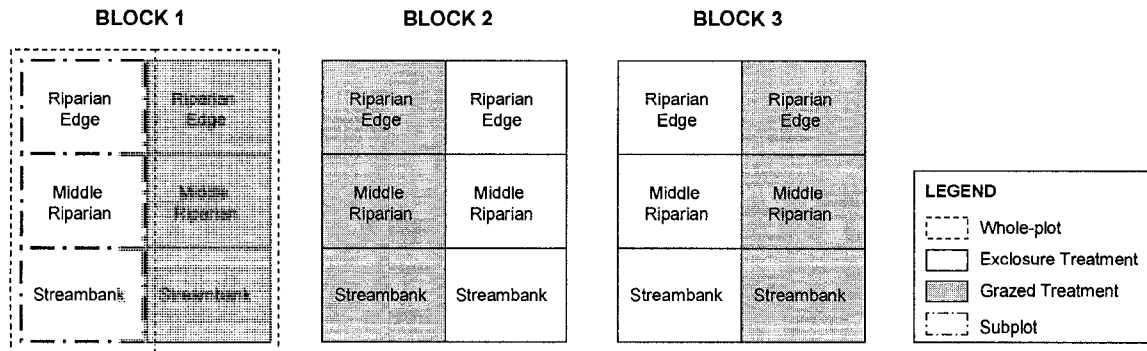 BLOCK 1
BLOCK 2
BLOCK 3
Riparian
Edge
Riparian
Edge
Riparian
Edge
Riparian
Edge
Riparian
Edge
Riparian
Edge
Middle
Riparian
Middle
Riparian
Middle
Riparian
Middle
Riparian
Middle
Riparian
Middle
Riparian
Streambank
Streambank
Streambank
Streambank
Streambank
Streambank
LEGEND
Whole-plot
Exclosure Treatment
Grazed Treatment
Subplot